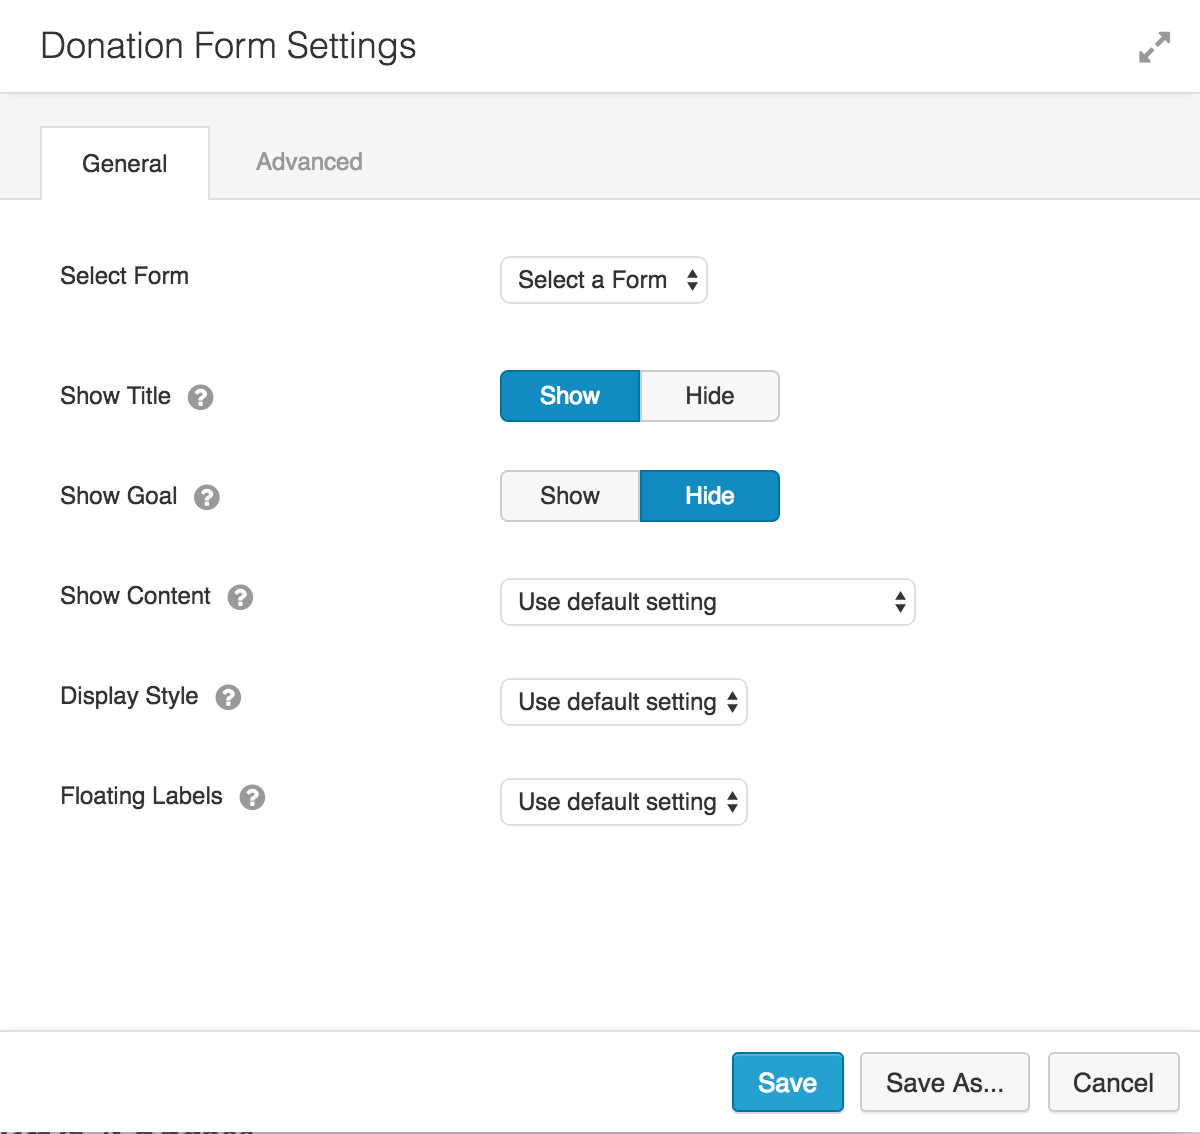 Donation Form Settings
General
Advanced
Select Form
Select a Form
Show Title ?
Show
Hide
Show Goal ?
Show
Hide
Show Content ?
Use default setting
Display Style ?
Use default setting
Floating Labels ?
Use default setting
Save
Save As...
Cancel